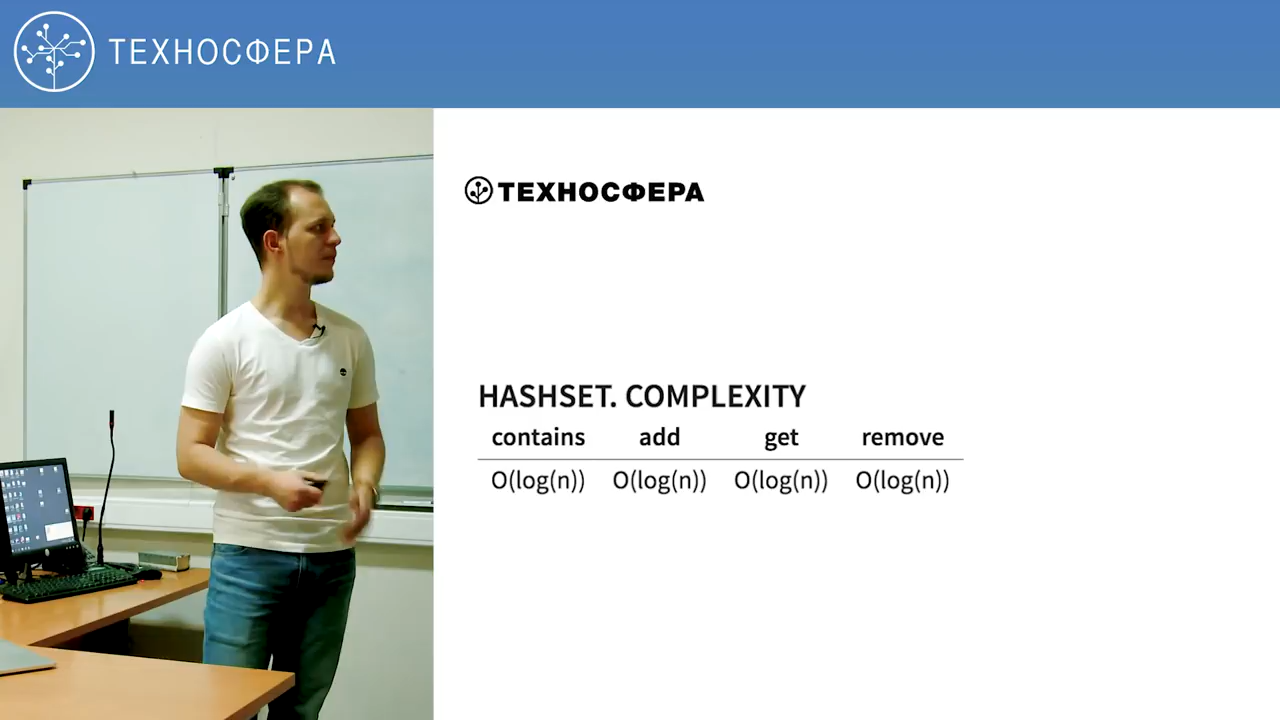 ТЕХНОСФЕРА
ТЕХНОСФЕРА
HASHSET. COMPLEXITY
contains add get remove
O(log(n)) O(log(n)) O(log(n)) O(log(n))